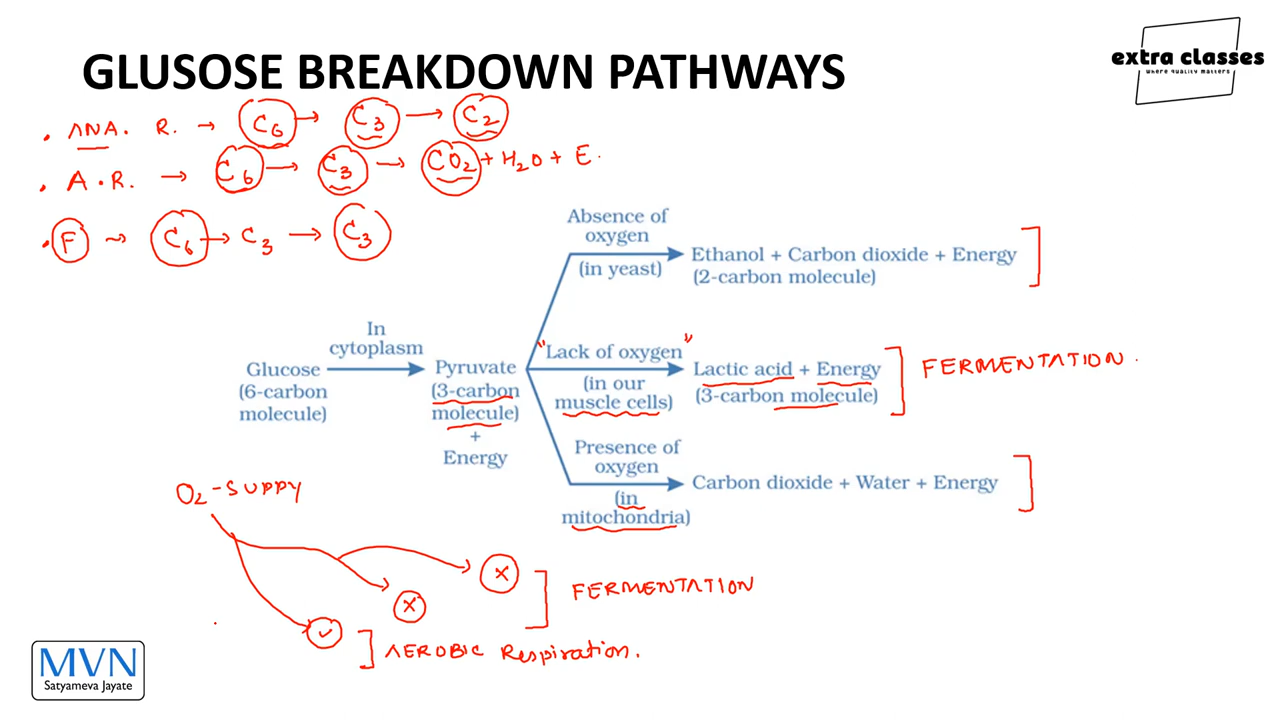 GLUSOSE BREAKDOWN PATHWAYS
extra classes
where quality matters
• ANA. R. → C6 → C3 → C2
• A.R. → C6 → C3 → CO2 + H2O + E.
• F → C6 → C3 → C3
Absence of
oxygen
(in yeast)
Ethanol + Carbon dioxide + Energy
(2-carbon molecule)
In
cytoplasm
Glucose
(6-carbon
molecule)
Pyruvate
(3-carbon
molecule)
+
Energy
"Lack of oxygen"
(in our
muscle cells)
Lactic acid + Energy
(3-carbon molecule)
FERMENTATION.
Presence of
oxygen
(in
mitochondria)
Carbon dioxide + Water + Energy
O2-SUPPY
X
X
✓
FERMENTATION
AEROBIC Respiration.
MVN
Satyameva Jayate